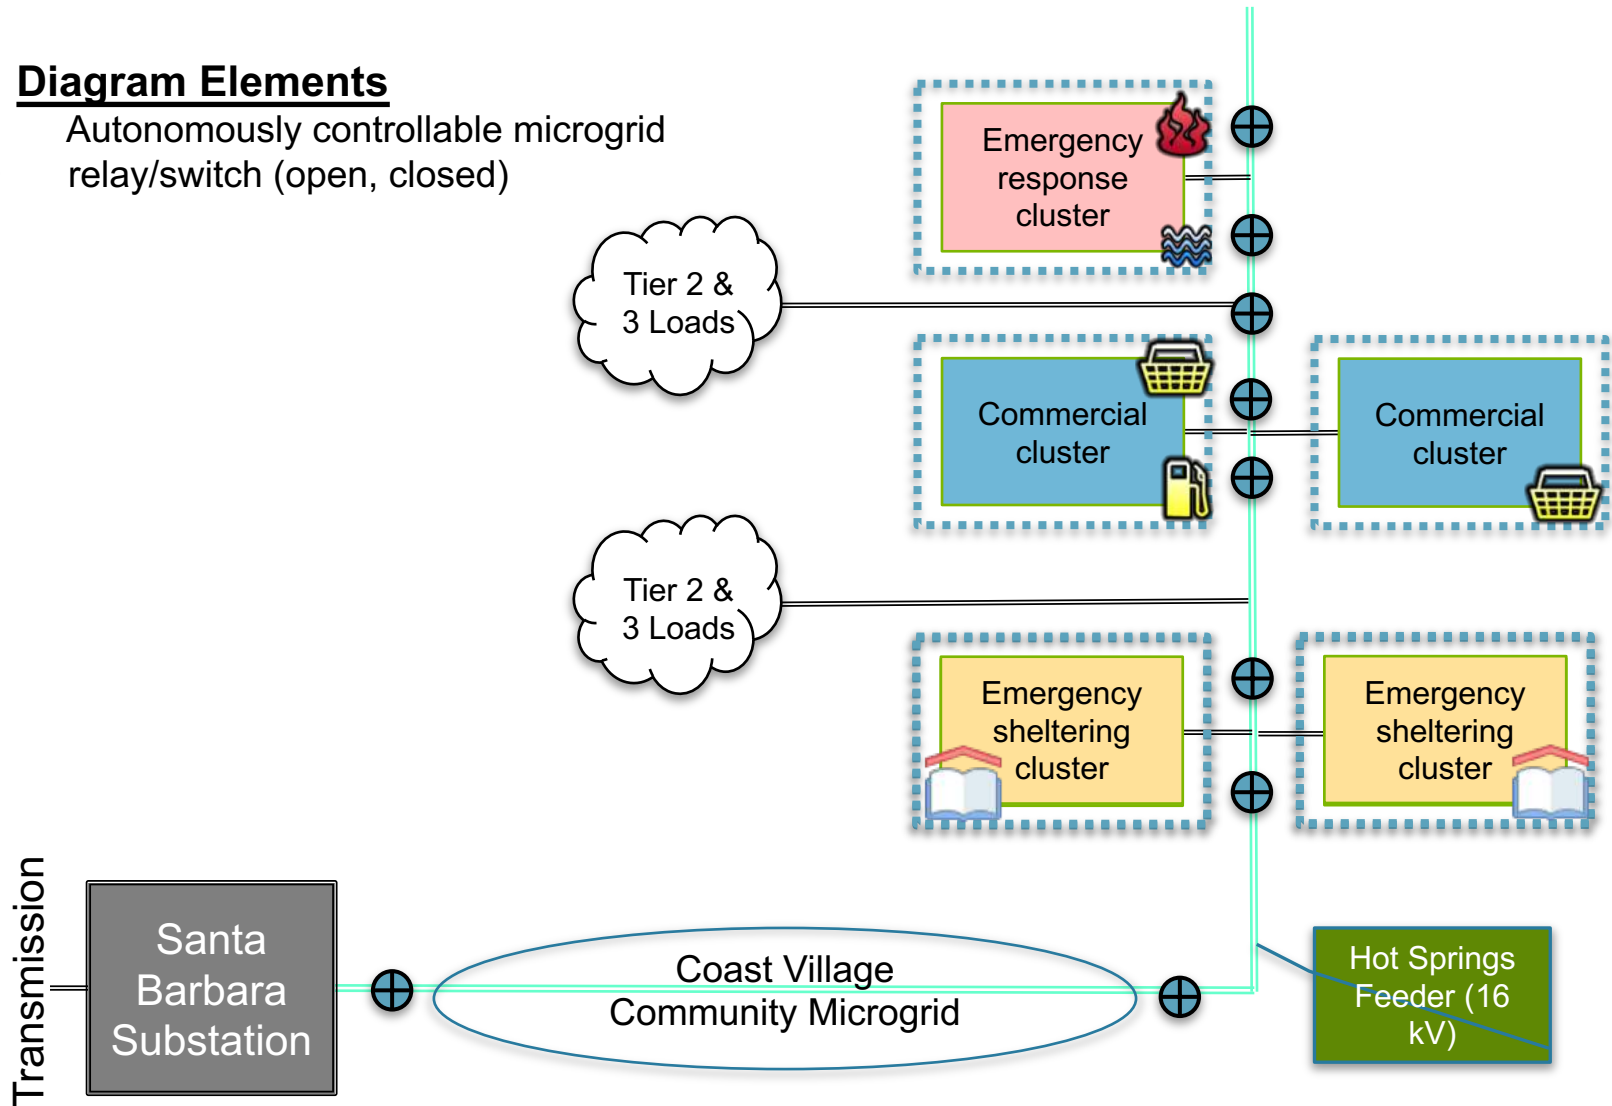 Diagram Elements
Autonomously controllable microgrid
relay/switch (open, closed)
Emergency
response
cluster
Tier 2 &
3 Loads
Commercial
cluster
Commercial
cluster
Tier 2 &
3 Loads
Emergency
sheltering
cluster
Emergency
sheltering
cluster
Transmission
Santa
Barbara
Substation
Coast Village
Community Microgrid
Hot Springs
Feeder (16
kV)